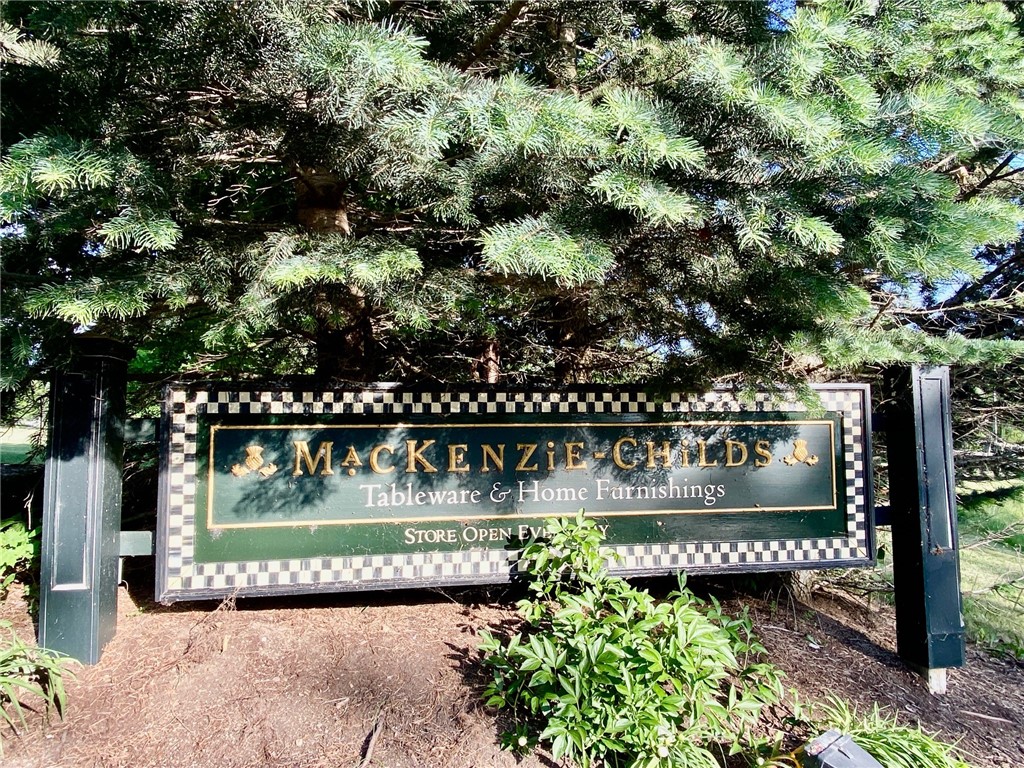 MacKenzie-Childs
Tableware & Home Furnishings
Store Open